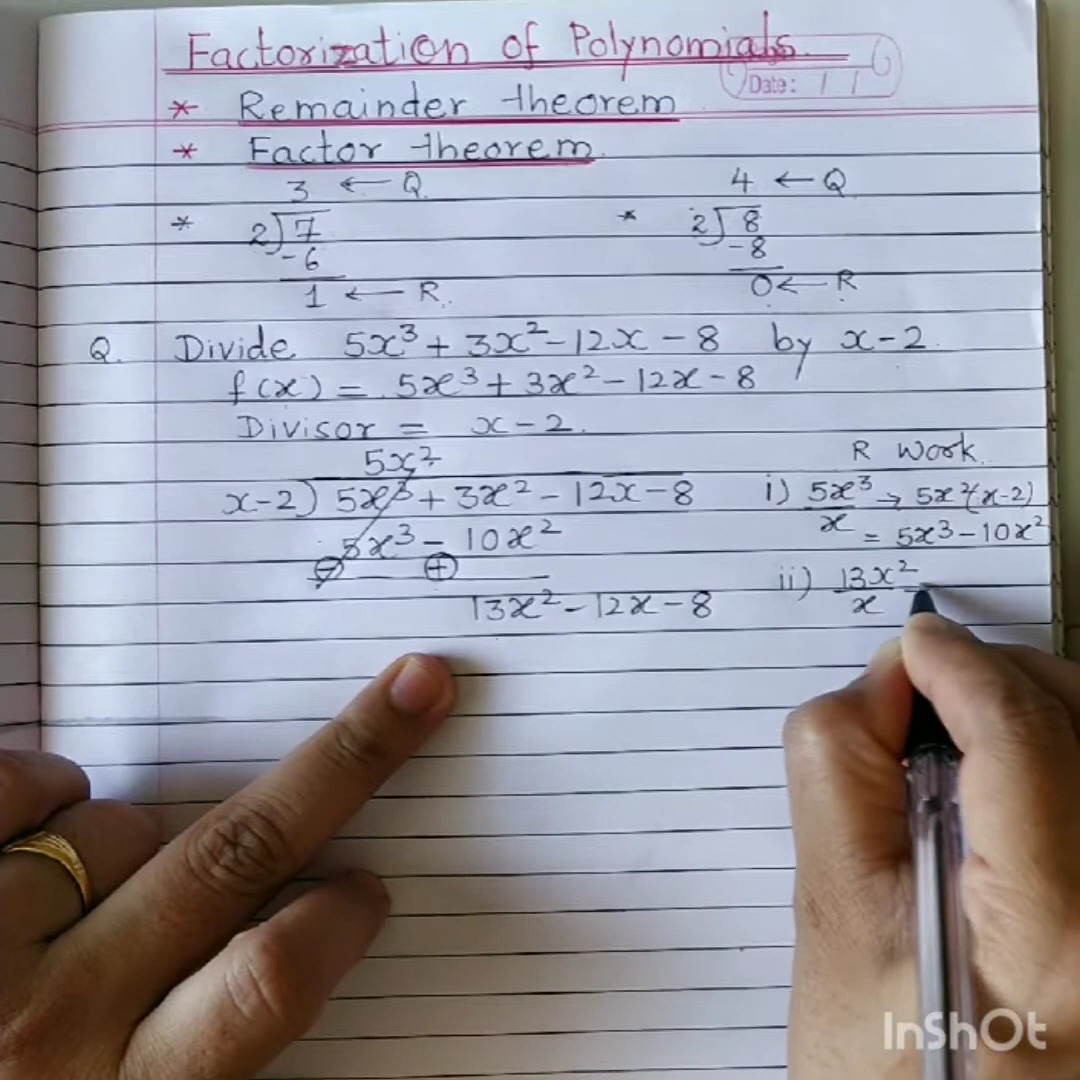 Factorization of Polynomials.
Date: / /
* Remainder theorem
* Factor theorem.
3 ← Q
4 ← Q
* 2)7
* 2)8
-6
-8
1 ← R.
0 ← R
Q. Divide 5x³ + 3x² - 12x - 8 by x - 2.
f(x) = 5x³ + 3x² - 12x - 8
Divisor = x - 2.
5x²
R Work.
x-2) 5x³ + 3x² - 12x - 8
i) 5x³/x → 5x²(x-2)
5x³ - 10x²
= 5x³ - 10x²
⊖ ⊕
ii) 13x²/x =
13x² - 12x - 8
InShOt